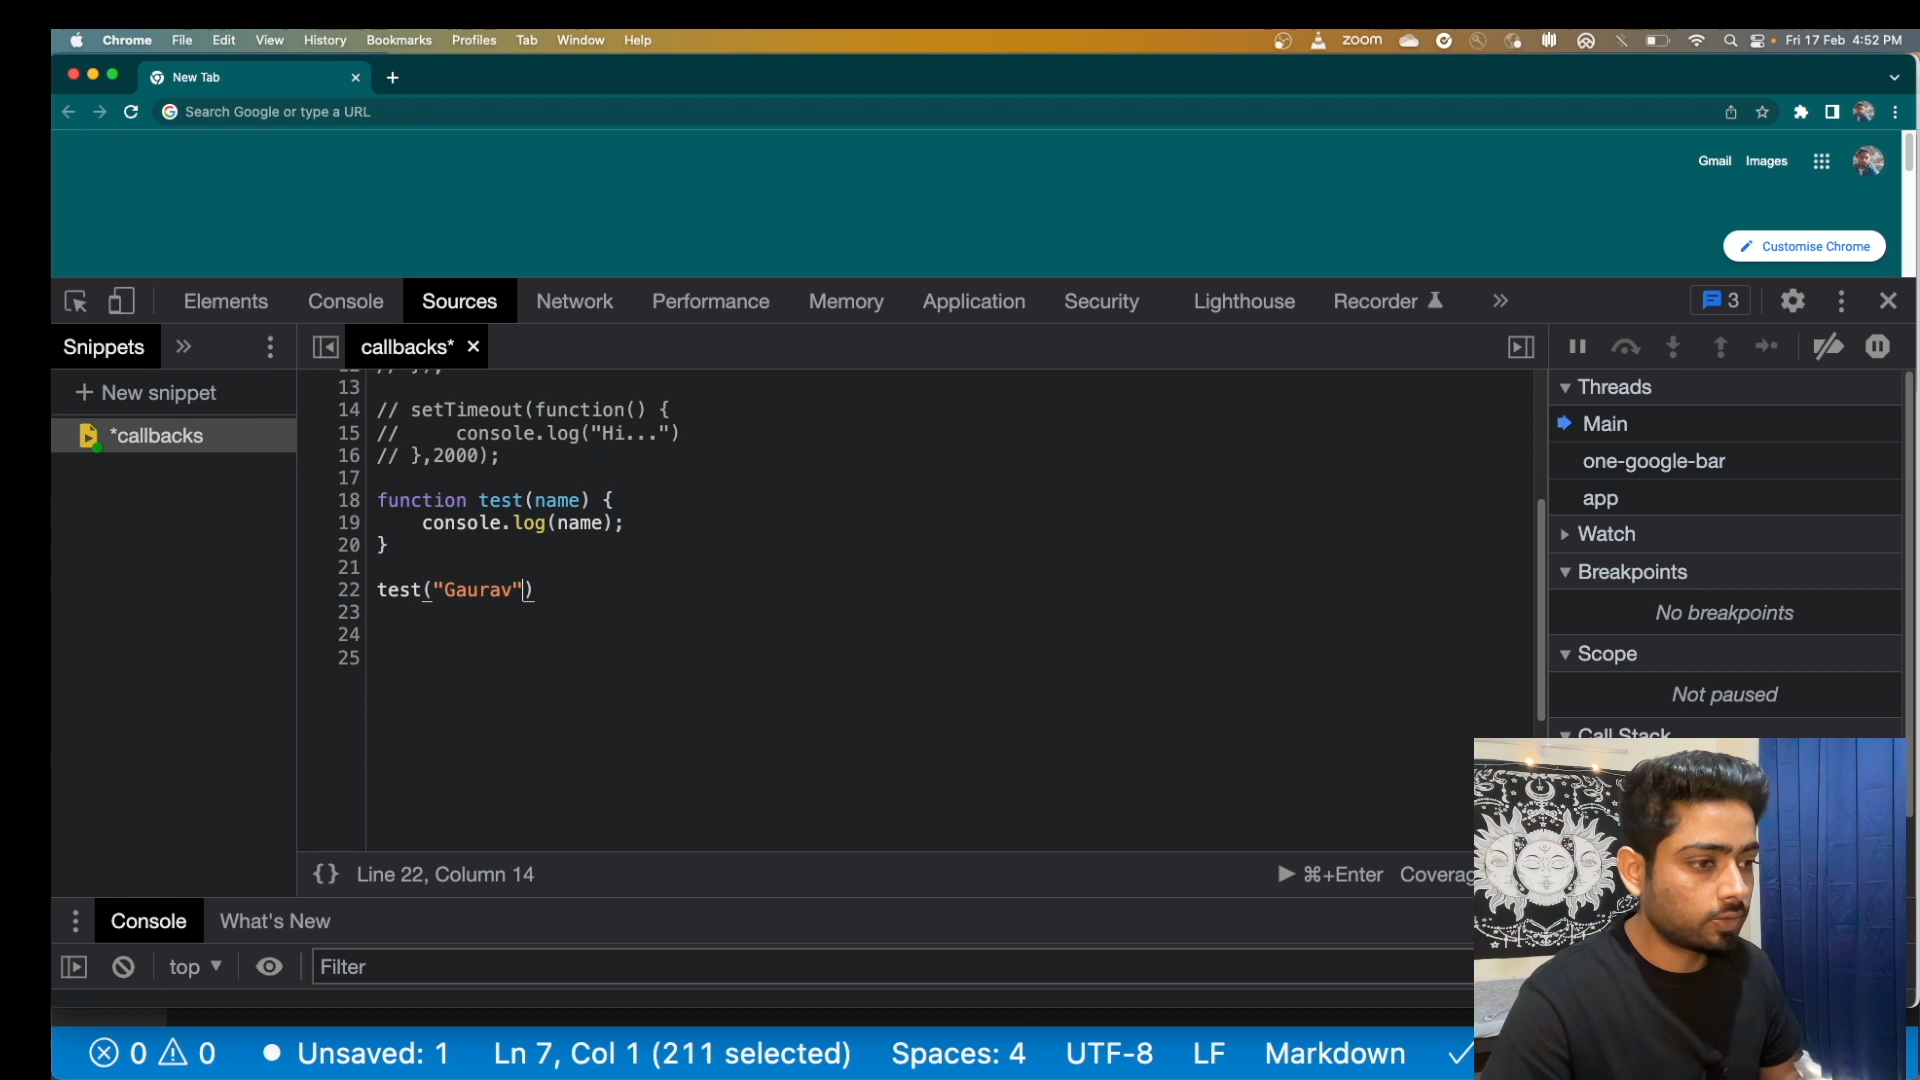 Chrome File Edit View History Bookmarks Profiles Tab Window Help zoom Fri 17 Feb 4:52 PM
New Tab
Search Google or type a URL
Gmail Images
Customise Chrome
Elements Console Sources Network Performance Memory Application Security Lighthouse Recorder 3
Snippets callbacks*
Threads
New snippet
*callbacks
Main
one-google-bar
app
Watch
Breakpoints
No breakpoints
Scope
Not paused
Call Stack
13
14 // setTimeout(function() {
15 //     console.log("Hi...")
16 // },2000);
17
18 function test(name) {
19     console.log(name);
20 }
21
22 test("Gaurav")
23
24
25
{} Line 22, Column 14 ⌘+Enter Coverag
Console What's New
top Filter
0 0 Unsaved: 1 Ln 7, Col 1 (211 selected) Spaces: 4 UTF-8 LF Markdown